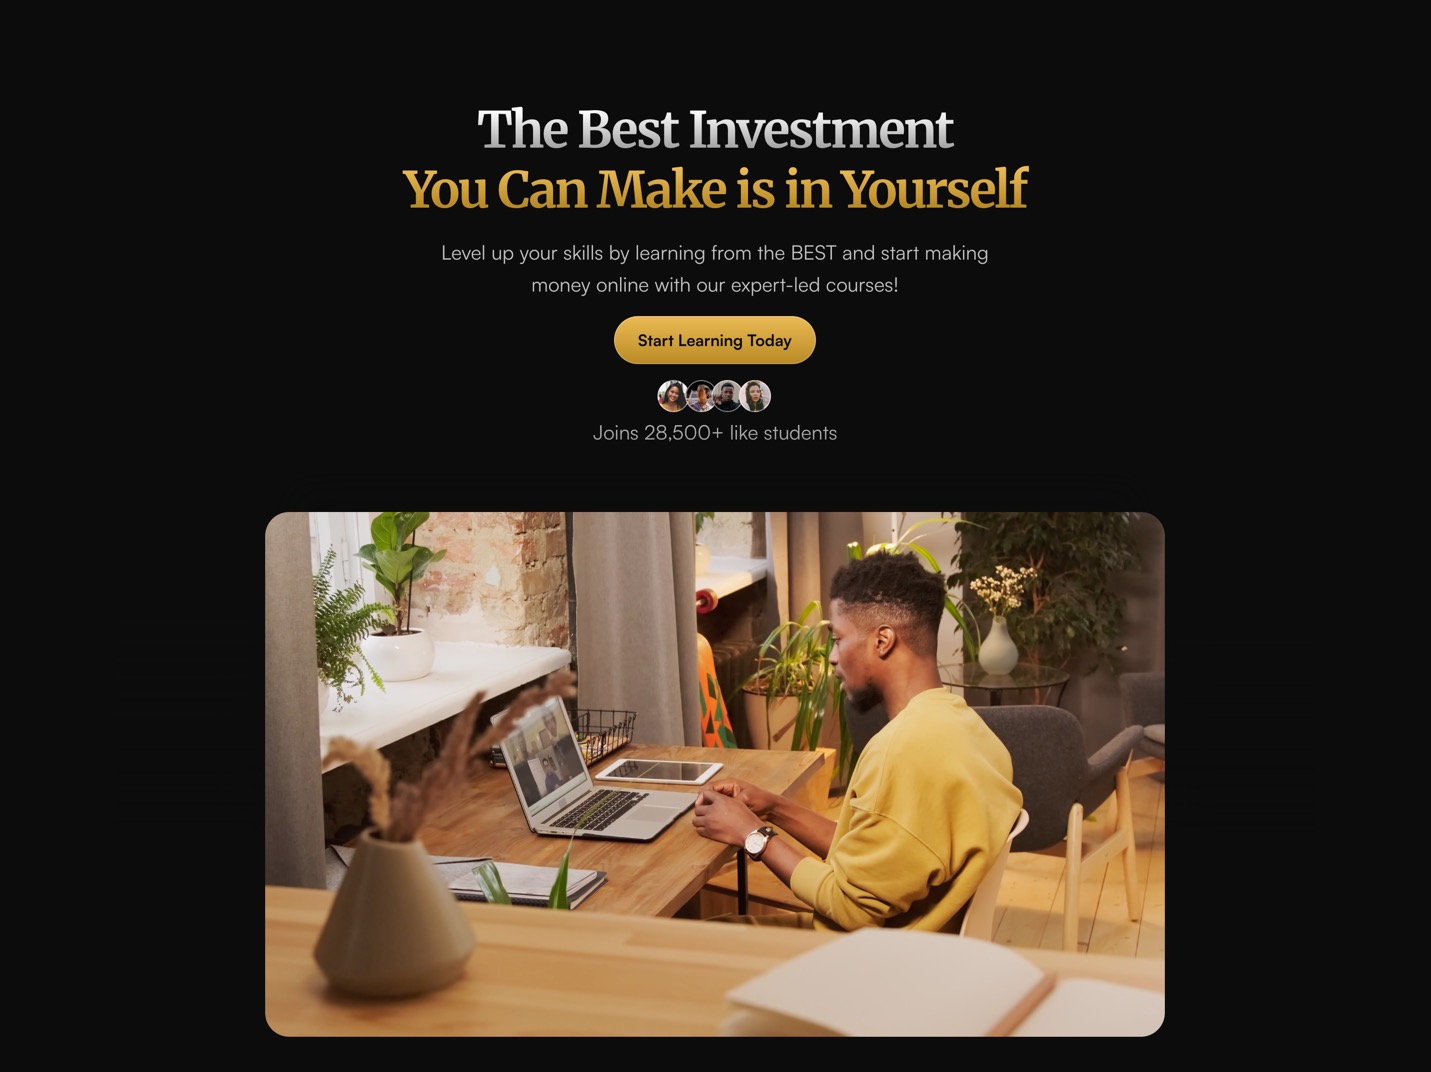 The Best Investment
You Can Make is in Yourself
Level up your skills by learning from the BEST and start making
money online with our expert-led courses!
Start Learning Today
Joins 28,500+ like students